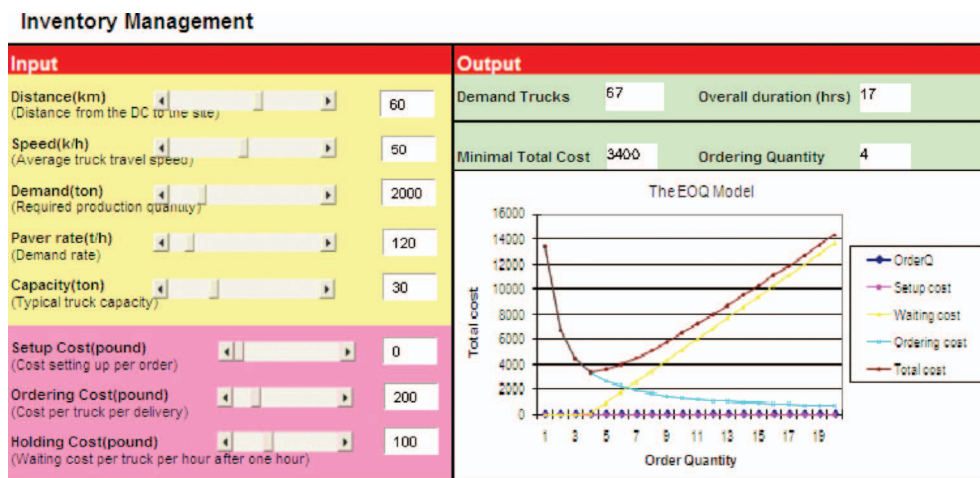 Inventory Management
Input
Distance(km)
60
(Distance from the DC to the site)
Speed(k/h)
50
(Average truck travel speed)
Demand(ton)
2000
(Required production quantity)
Paver rate(t/h)
120
(Demand rate)
Capacity(ton)
30
(Typical truck capacity)
Setup Cost(pound)
0
(Cost setting up per order)
Ordering Cost(pound)
200
(Cost per truck per delivery)
Holding Cost(pound)
100
(Waiting cost per truck per hour after one hour)
Output
Demand Trucks 67 Overall duration (hrs) 17
Minimal Total Cost 3400 Ordering Quantity 4
The EOQ Model
Total cost
16000
14000
12000
10000
8000
6000
4000
2000
0
1 3 5 7 9 11 13 15 17 19
Order Quantity
OrderQ
Setup cost
Waiting cost
Ordering cost
Total cost